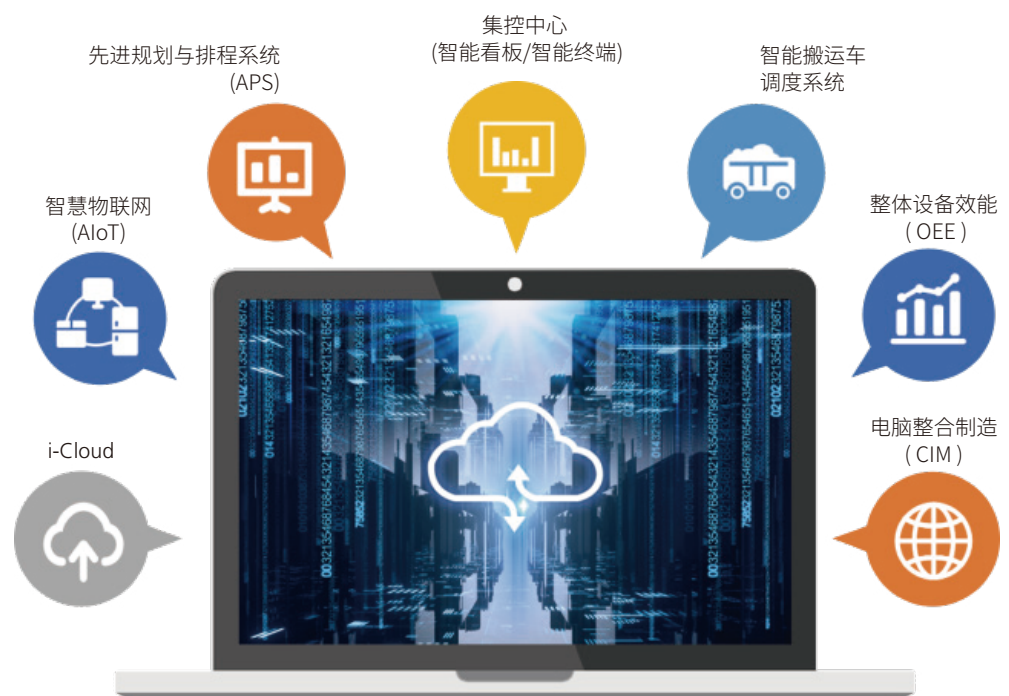 集控中心
(智能看板/智能终端)
先进规划与排程系统
(APS)
智能搬运车
调度系统
智慧物联网
(AIoT)
整体设备效能
( OEE )
i-Cloud
电脑整合制造
( CIM )